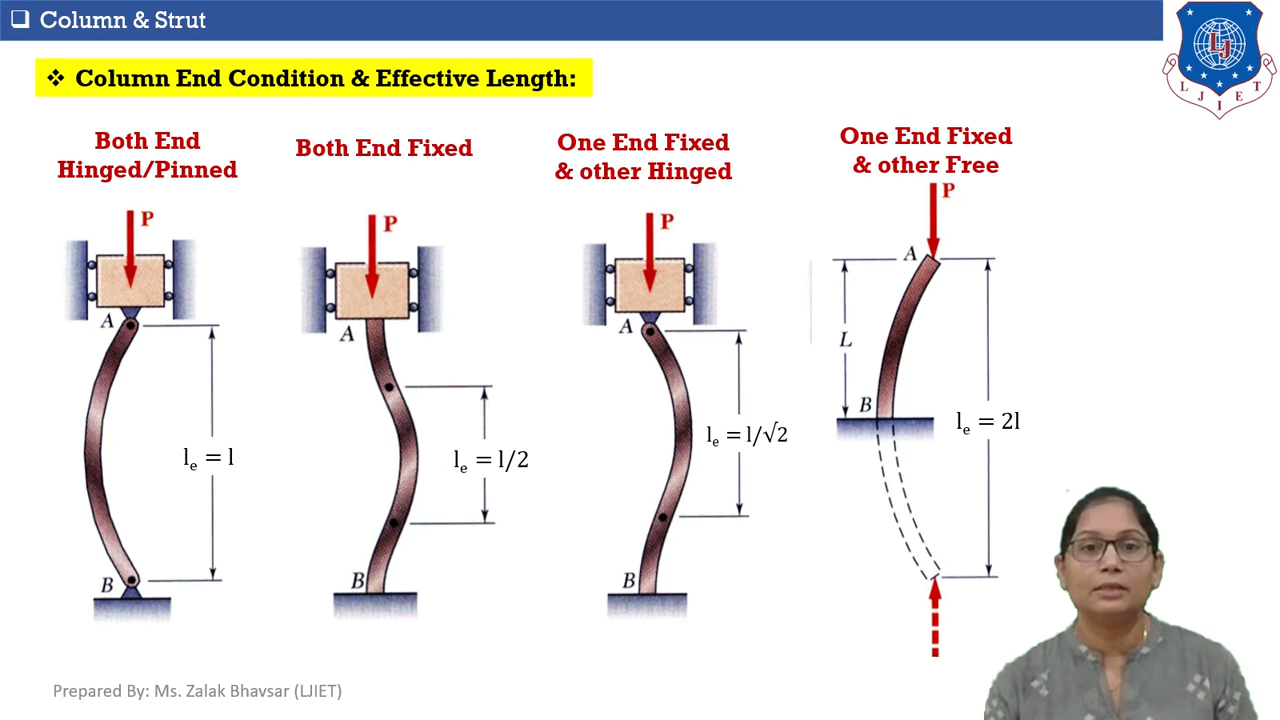 ❑ Column & Strut
❖ Column End Condition & Effective Length:
Both End
Hinged/Pinned
Both End Fixed
One End Fixed
& other Hinged
One End Fixed
& other Free
P
A
B
lₑ = l
P
A
B
lₑ = l/2
P
A
B
lₑ = l/√2
P
A
L
B
lₑ = 2l
LJ
L J I E T
Prepared By: Ms. Zalak Bhavsar (LJIET)